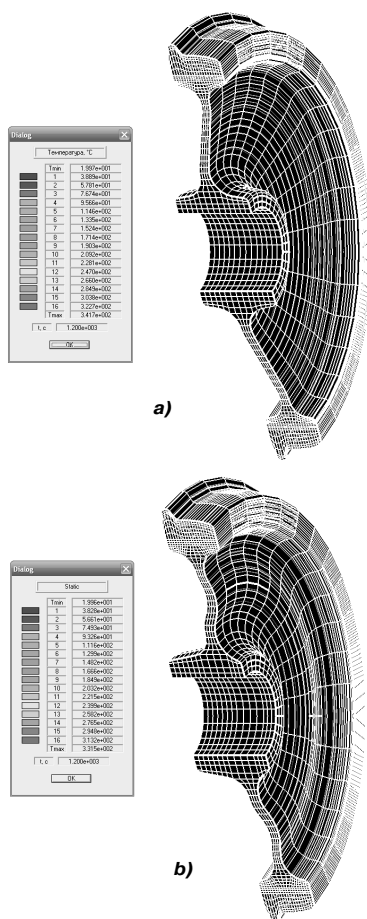 Dialog
Температура, °C
Tmin 1.997e+001
1 3.889e+001
2 5.781e+001
3 7.674e+001
4 9.566e+001
5 1.146e+002
6 1.335e+002
7 1.524e+002
8 1.714e+002
9 1.903e+002
10 2.092e+002
11 2.281e+002
12 2.470e+002
13 2.660e+002
14 2.849e+002
15 3.038e+002
16 3.227e+002
Tmax 3.417e+002
t, c 1.200e+003
OK
a)
Dialog
Static
Tmin 1.996e+001
1 3.828e+001
2 5.661e+001
3 7.493e+001
4 9.326e+001
5 1.116e+002
6 1.299e+002
7 1.482e+002
8 1.666e+002
9 1.849e+002
10 2.032e+002
11 2.215e+002
12 2.399e+002
13 2.582e+002
14 2.765e+002
15 2.948e+002
16 3.132e+002
Tmax 3.315e+002
t, c 1.200e+003
OK
b)